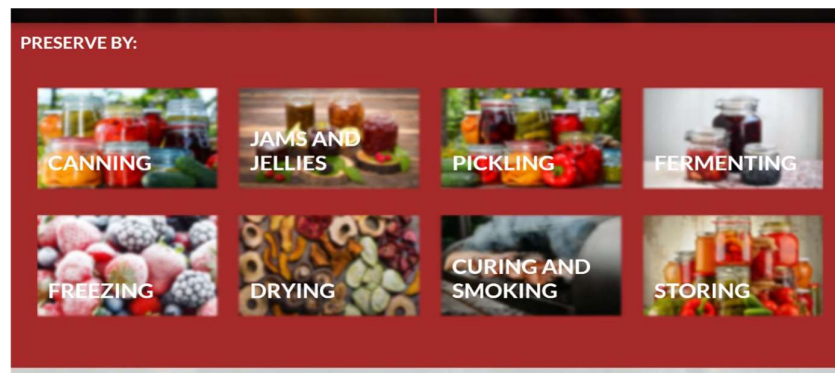 PRESERVE BY:
CANNING
JAMS AND
JELLIES
PICKLING
FERMENTING
FREEZING
DRYING
CURING AND
SMOKING
STORING